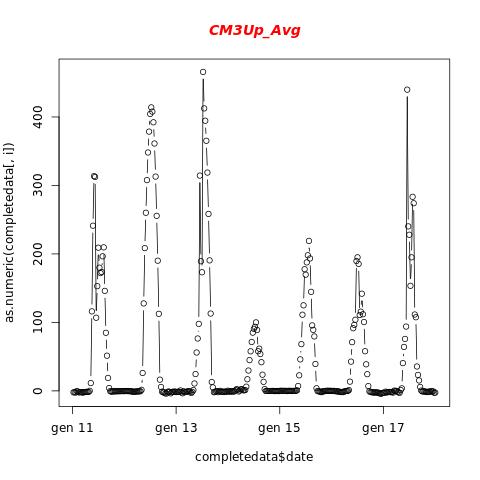 CM3Up_Avg
as.numeric(completedata[, i])
400
300
200
100
0
gen 11
gen 13
gen 15
gen 17
completedata$date